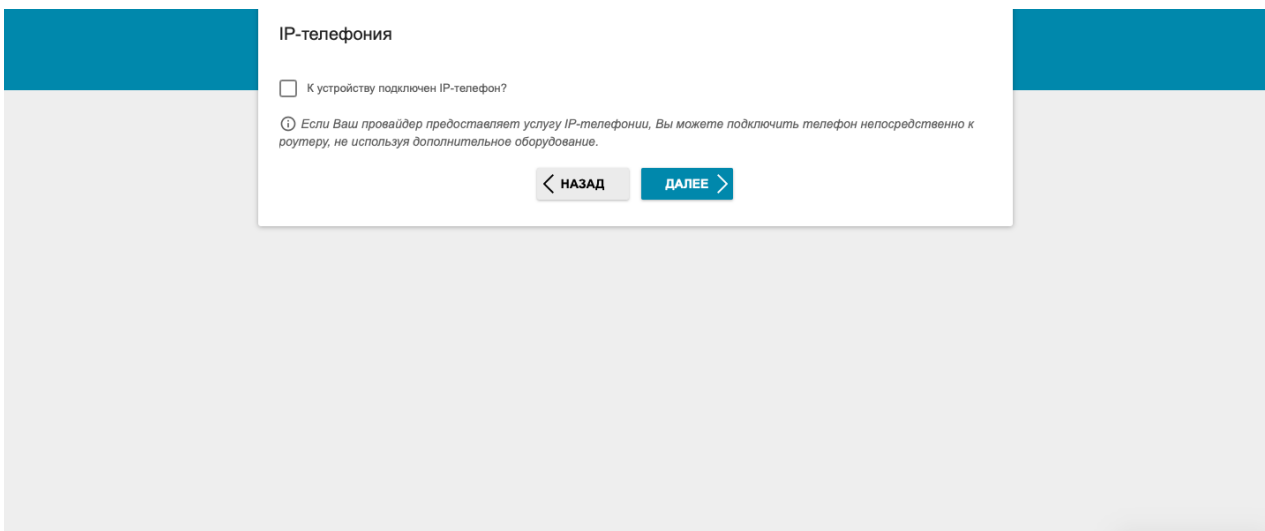 IP-телефония
К устройству подключен IP-телефон?
Если Ваш провайдер предоставляет услугу IP-телефонии, Вы можете подключить телефон непосредственно к
роутеру, не используя дополнительное оборудование.
НАЗАД
ДАЛЕЕ